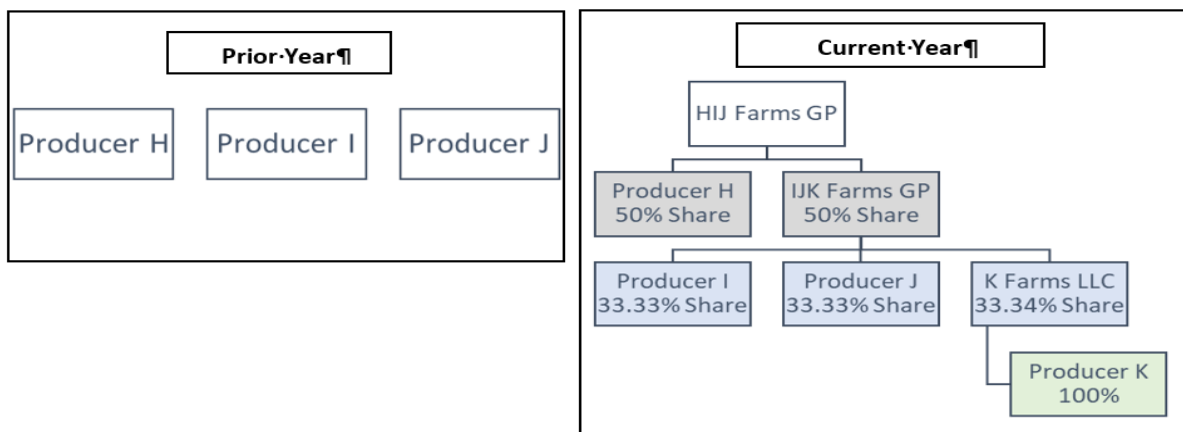 Prior·Year¶
Producer H
Producer I
Producer J
Current·Year¶
HIJ Farms GP
Producer H
50% Share
IJK Farms GP
50% Share
Producer I
33.33% Share
Producer J
33.33% Share
K Farms LLC
33.34% Share
Producer K
100%